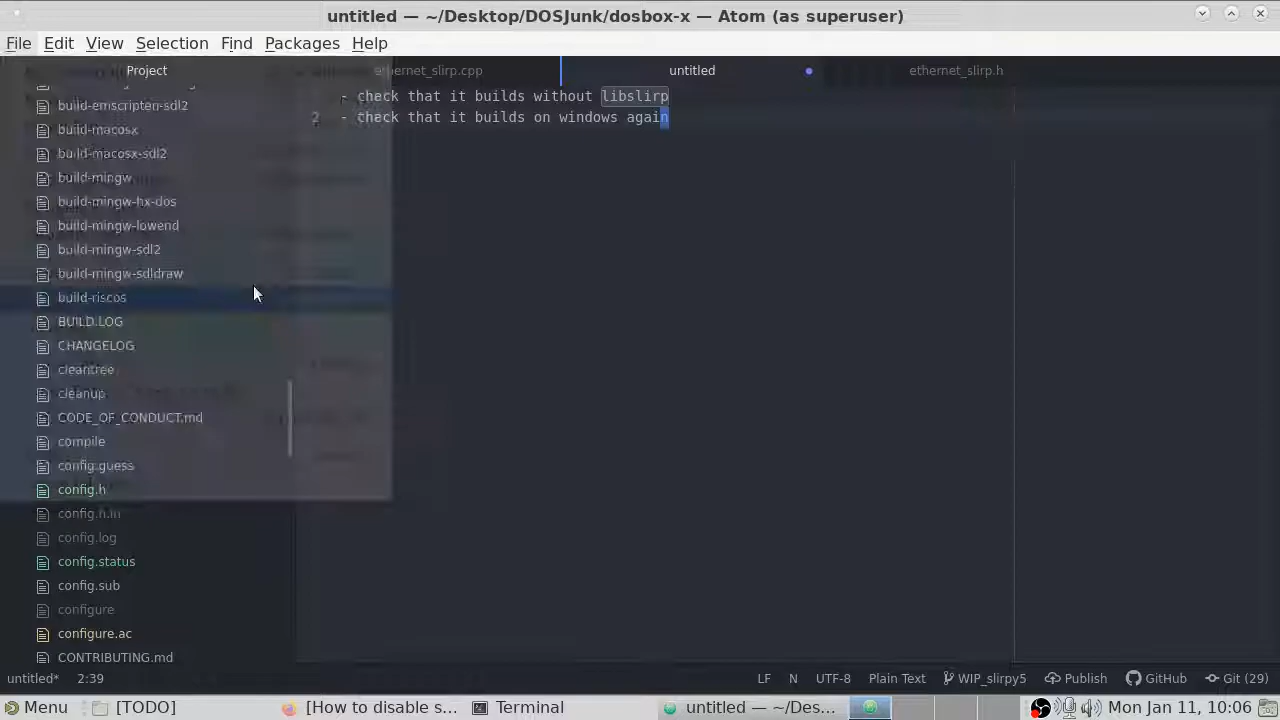 untitled — ~/Desktop/DOSJunk/dosbox-x — Atom (as superuser)
File Edit View Selection Find Packages Help
Project
ethernet_slirp.cpp
untitled
ethernet_slirp.h
- check that it builds without libslirp
2 - check that it builds on windows again
build-emscripten-sdl2
build-macosx
build-macosx-sdl2
build-mingw
build-mingw-hx-dos
build-mingw-lowend
build-mingw-sdl2
build-mingw-sdldraw
build-riscos
BUILD.LOG
CHANGELOG
cleantree
cleanup
CODE_OF_CONDUCT.md
compile
config.guess
config.h
config.h.in
config.log
config.status
config.sub
configure
configure.ac
CONTRIBUTING.md
untitled* 2:39 LF N UTF-8 Plain Text WIP_slirpy5 Publish GitHub Git (29)
Menu [TODO] [How to disable s... Terminal untitled — ~/Des... Mon Jan 11, 10:06